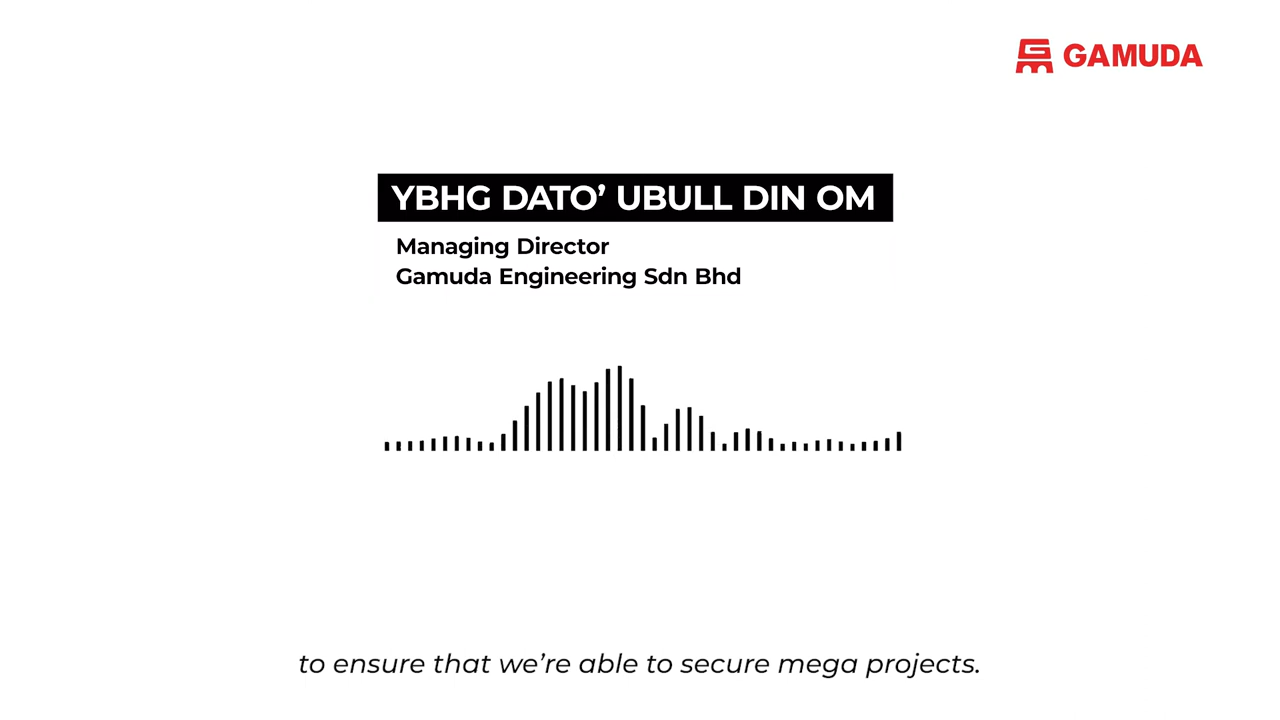 GAMUDA
YBHG DATO’ UBULL DIN OM
Managing Director
Gamuda Engineering Sdn Bhd
to ensure that we’re able to secure mega projects.